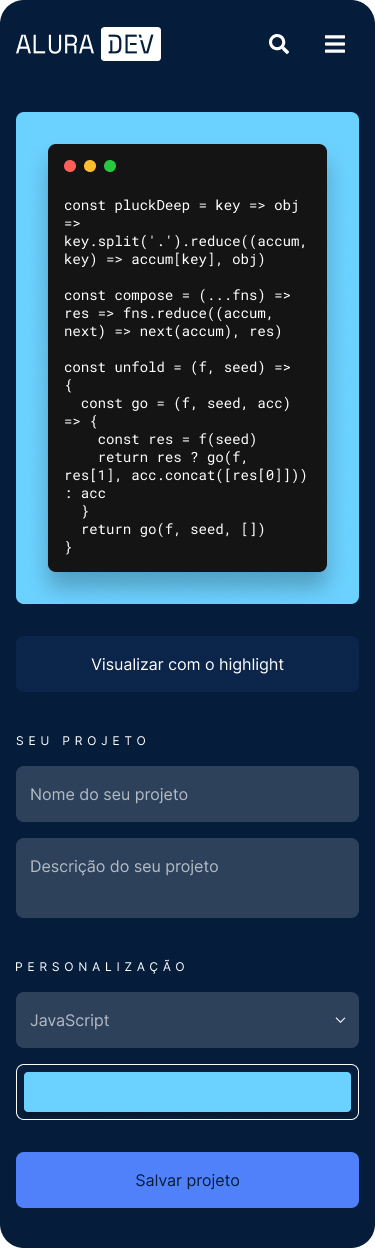 ALURA DEV
const pluckDeep = key => obj
=>
key.split('.').reduce((accum,
key) => accum[key], obj)
const compose = (...fns) =>
res => fns.reduce((accum,
next) => next(accum), res)
const unfold = (f, seed) =>
{
  const go = (f, seed, acc)
=> {
    const res = f(seed)
    return res ? go(f,
res[1], acc.concat([res[0]]))
: acc
  }
  return go(f, seed, [])
}
Visualizar com o highlight
SEU PROJETO
Nome do seu projeto
Descrição do seu projeto
PERSONALIZAÇÃO
JavaScript
Salvar projeto